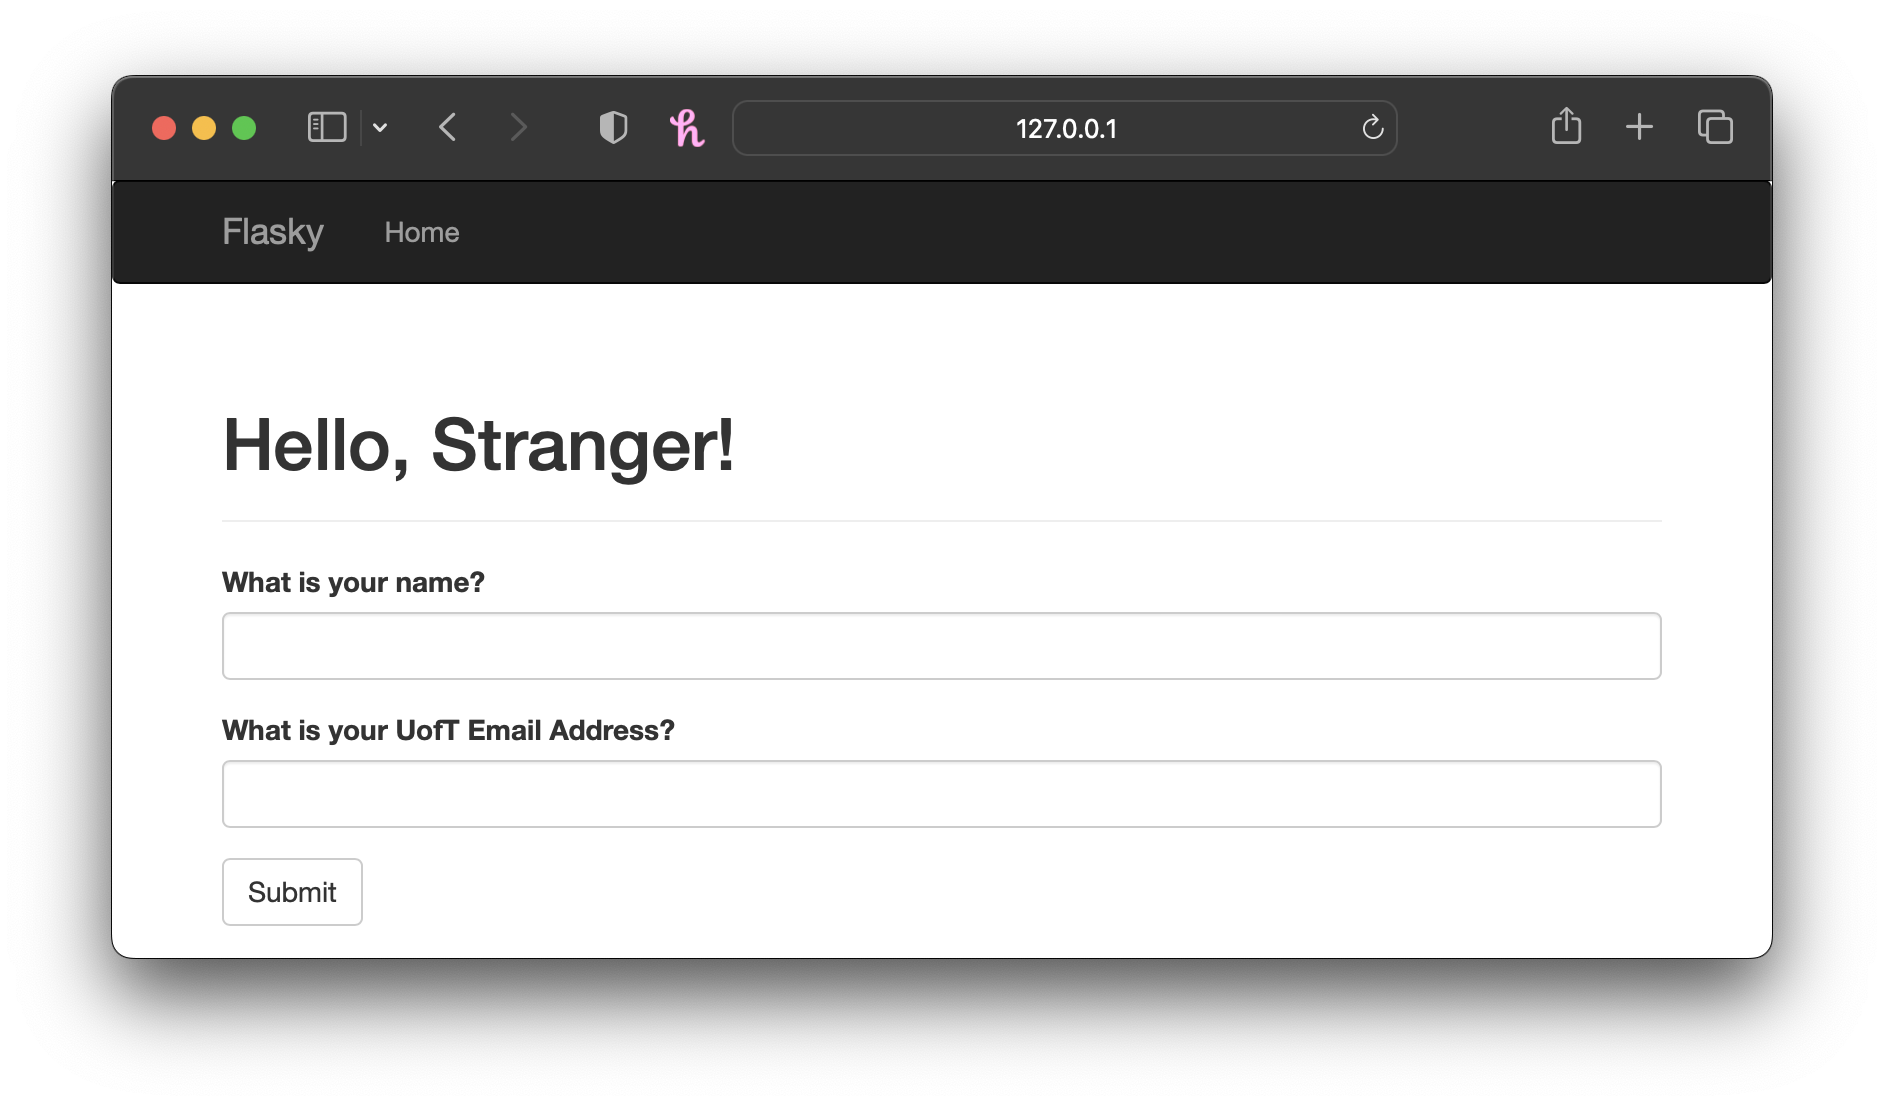 127.0.0.1
Flasky Home
Hello, Stranger!
What is your name?
What is your UofT Email Address?
Submit